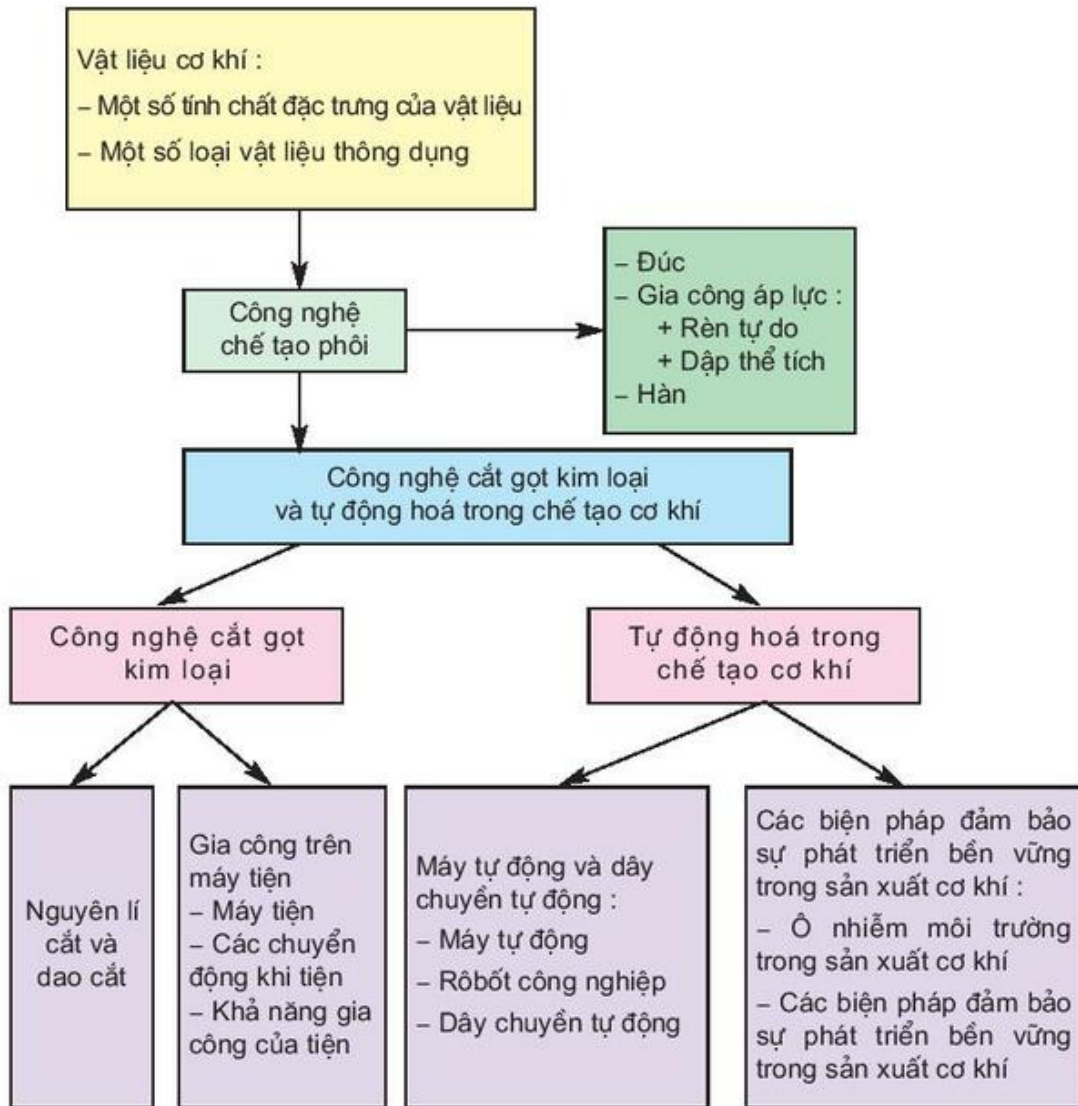 Vật liệu cơ khí :
– Một số tính chất đặc trưng của vật liệu
– Một số loại vật liệu thông dụng
Công nghệ
chế tạo phôi
– Đúc
– Gia công áp lực :
+ Rèn tự do
+ Dập thể tích
– Hàn
Công nghệ cắt gọt kim loại
và tự động hoá trong chế tạo cơ khí
Công nghệ cắt gọt
kim loại
Tự động hoá trong
chế tạo cơ khí
Nguyên lí
cắt và
dao cắt
Gia công trên
máy tiện
– Máy tiện
– Các chuyển
động khi tiện
– Khả năng gia
công của tiện
Máy tự động và dây
chuyền tự động :
– Máy tự động
– Rôbốt công nghiệp
– Dây chuyền tự động
Các biện pháp đảm bảo
sự phát triển bền vững
trong sản xuất cơ khí :
– Ô nhiễm môi trường
trong sản xuất cơ khí
– Các biện pháp đảm bảo
sự phát triển bền vững
trong sản xuất cơ khí